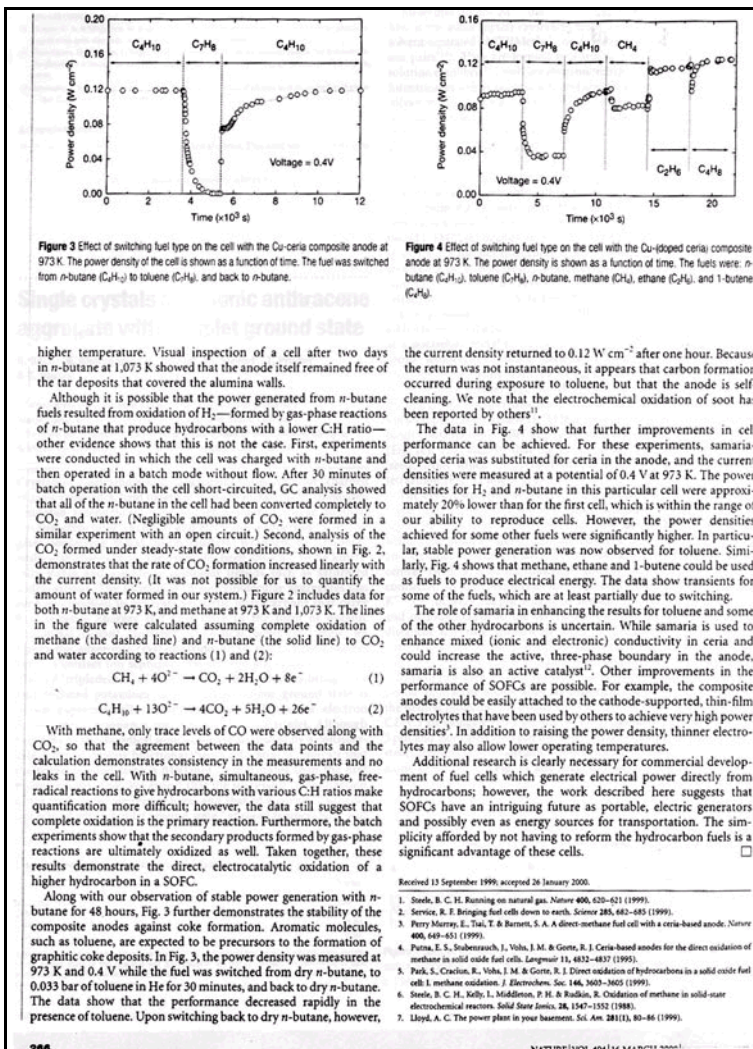 0.20
0.16
0.12
0.08
0.04
0.00
Power density (W cm⁻²)
C₄H₁₀
C₇H₈
C₄H₁₀
Voltage = 0.4V
0 2 4 6 8 10 12
Time (×10³ s)
Figure 3 Effect of switching fuel type on the cell with the Cu-ceria composite anode at
973 K. The power density of the cell is shown as a function of time. The fuel was switched
from n-butane (C₄H₁₀) to toluene (C₇H₈), and back to n-butane.
higher temperature. Visual inspection of a cell after two days
in n-butane at 1,073 K showed that the anode itself remained free of
the tar deposits that covered the alumina walls.
Although it is possible that the power generated from n-butane
fuels resulted from oxidation of H₂—formed by gas-phase reactions
of n-butane that produce hydrocarbons with a lower C:H ratio—
other evidence shows that this is not the case. First, experiments
were conducted in which the cell was charged with n-butane and
then operated in a batch mode without flow. After 30 minutes of
batch operation with the cell short-circuited, GC analysis showed
that all of the n-butane in the cell had been converted completely to
CO₂ and water. (Negligible amounts of CO₂ were formed in a
similar experiment with an open circuit.) Second, analysis of the
CO₂ formed under steady-state flow conditions, shown in Fig. 2,
demonstrates that the rate of CO₂ formation increased linearly with
the current density. (It was not possible for us to quantify the
amount of water formed in our system.) Figure 2 includes data for
both n-butane at 973 K, and methane at 973 K and 1,073 K. The lines
in the figure were calculated assuming complete oxidation of
methane (the dashed line) and n-butane (the solid line) to CO₂
and water according to reactions (1) and (2):
CH₄ + 4O²⁻ → CO₂ + 2H₂O + 8e⁻ (1)
C₄H₁₀ + 13O²⁻ → 4CO₂ + 5H₂O + 26e⁻ (2)
With methane, only trace levels of CO were observed along with
CO₂, so that the agreement between the data points and the
calculation demonstrates consistency in the measurements and no
leaks in the cell. With n-butane, simultaneous, gas-phase, free-
radical reactions to give hydrocarbons with various C:H ratios make
quantification more difficult; however, the data still suggest that
complete oxidation is the primary reaction. Furthermore, the batch
experiments show that the secondary products formed by gas-phase
reactions are ultimately oxidized as well. Taken together, these
results demonstrate the direct, electrocatalytic oxidation of a
higher hydrocarbon in a SOFC.
Along with our observation of stable power generation with n-
butane for 48 hours, Fig. 3 further demonstrates the stability of the
composite anodes against coke formation. Aromatic molecules,
such as toluene, are expected to be precursors to the formation of
graphitic coke deposits. In Fig. 3, the power density was measured at
973 K and 0.4 V while the fuel was switched from dry n-butane, to
0.033 bar of toluene in He for 30 minutes, and back to dry n-butane.
The data show that the performance decreased rapidly in the
presence of toluene. Upon switching back to dry n-butane, however,
266
0.16
0.12
0.08
0.04
0.00
Power density (W cm⁻²)
C₄H₁₀
C₇H₈
C₄H₁₀
CH₄
C₂H₆
C₄H₈
Voltage = 0.4V
0 5 10 15 20
Time (×10³ s)
Figure 4 Effect of switching fuel type on the cell with the Cu-(doped ceria) composite
anode at 973 K. The power density is shown as a function of time. The fuels were: n-
butane (C₄H₁₀), toluene (C₇H₈), n-butane, methane (CH₄), ethane (C₂H₆), and 1-butene
(C₄H₈).
the current density returned to 0.12 W cm⁻² after one hour. Because
the return was not instantaneous, it appears that carbon formation
occurred during exposure to toluene, but that the anode is self-
cleaning. We note that the electrochemical oxidation of soot has
been reported by others¹¹.
The data in Fig. 4 show that further improvements in cell
performance can be achieved. For these experiments, samaria-
doped ceria was substituted for ceria in the anode, and the current
densities were measured at a potential of 0.4 V at 973 K. The power
densities for H₂ and n-butane in this particular cell were approxi-
mately 20% lower than for the first cell, which is within the range of
our ability to reproduce cells. However, the power densities
achieved for some other fuels were significantly higher. In particu-
lar, stable power generation was now observed for toluene. Simi-
larly, Fig. 4 shows that methane, ethane and 1-butene could be used
as fuels to produce electrical energy. The data show transients for
some of the fuels, which are at least partially due to switching.
The role of samaria in enhancing the results for toluene and some
of the other hydrocarbons is uncertain. While samaria is used to
enhance mixed (ionic and electronic) conductivity in ceria and
could increase the active, three-phase boundary in the anode,
samaria is also an active catalyst¹². Other improvements in the
performance of SOFCs are possible. For example, the composite
anodes could be easily attached to the cathode-supported, thin-film
electrolytes that have been used by others to achieve very high power
densities³. In addition to raising the power density, thinner electro-
lytes may also allow lower operating temperatures.
Additional research is clearly necessary for commercial develop-
ment of fuel cells which generate electrical power directly from
hydrocarbons; however, the work described here suggests that
SOFCs have an intriguing future as portable, electric generators
and possibly even as energy sources for transportation. The sim-
plicity afforded by not having to reform the hydrocarbon fuels is a
significant advantage of these cells. □
Received 13 September 1999; accepted 26 January 2000.
1. Steele, B. C. H. Running on natural gas. Nature 400, 620–621 (1999).
2. Service, R. F. Bringing fuel cells down to earth. Science 285, 682–685 (1999).
3. Perry Murray, E., Tsai, T. & Barnett, S. A. A direct-methane fuel cell with a ceria-based anode. Nature
400, 649–651 (1999).
4. Putna, E. S., Stubenrauch, J., Vohs, J. M. & Gorte, R. J. Ceria-based anodes for the direct oxidation of
methane in solid oxide fuel cells. Langmuir 11, 4832–4837 (1995).
5. Park, S., Craciun, R., Vohs, J. M. & Gorte, R. J. Direct oxidation of hydrocarbons in a solid oxide fuel
cell: I. methane oxidation. J. Electrochem. Soc. 146, 3603–3605 (1999).
6. Steele, B. C. H., Kelly, I., Middleton, P. H. & Rudkin, R. Oxidation of methane in solid-state
electrochemical reactors. Solid State Ionics. 28, 1547–1552 (1988).
7. Lloyd, A. C. The power plant in your basement. Sci. Am. 281(1), 80–86 (1999).